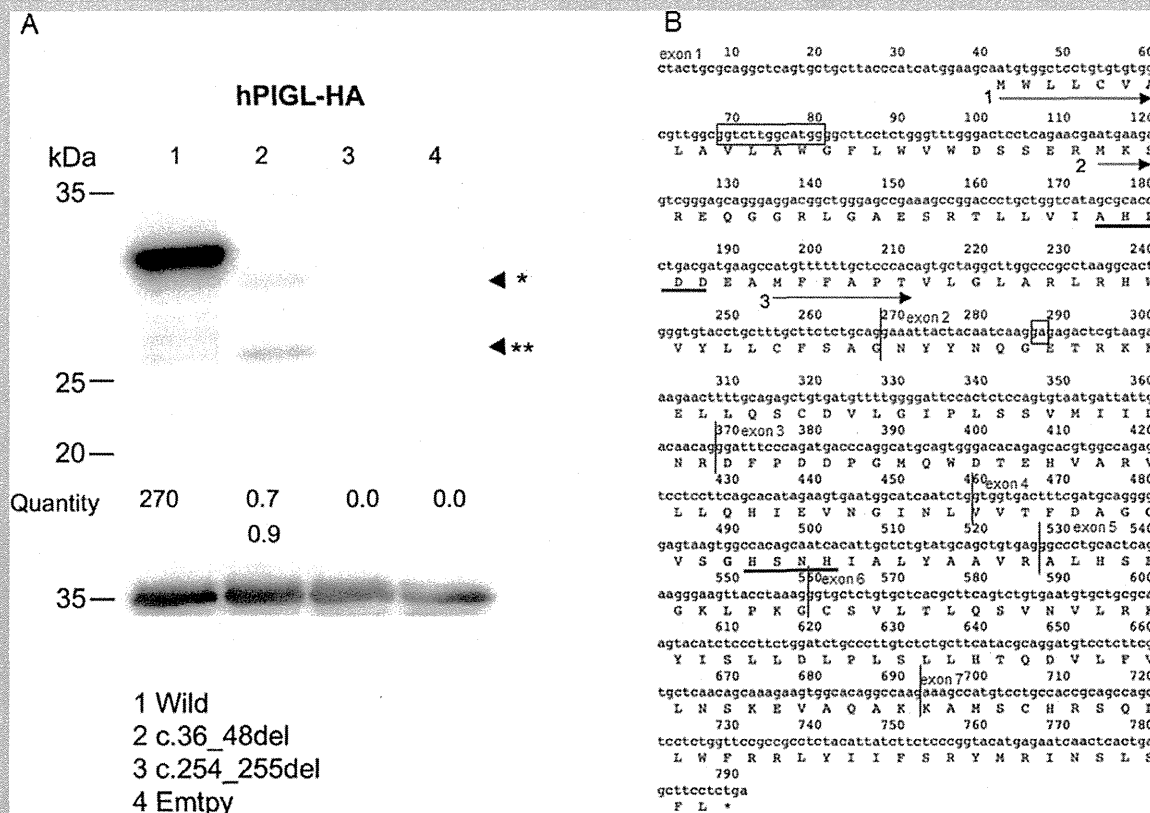 A
hPIGL-HA
kDa 1 2 3 4
35
*
**
25
20
Quantity 270 0.7 0.0 0.0
0.9
35
1 Wild
2 c.36_48del
3 c.254_255del
4 Emtpy
B
exon 1 10 20 30 40 50 60
ctactgcgcaggctcagtgctgcttacccatcatggaagcaatgtggctcctgtgtgtgg
M W L L C V A
1
70 80 90 100 110 120
cgttggcggtcttggcatggggcttcctctgggtttgggactcctcagaacgaatgaaga
L A V L A W G F L W V W D S S E R M K S
2
130 140 150 160 170 180
gtcgggagcagggaggacggctgggagccgaaagccggaccctgctggtcatagcgcacc
R E Q G G R L G A E S R T L L V I A H
190 200 210 220 230 240
ctgacgatgaagccatgttttttgctcccacagtgctaggcttggcccgcctaaggcact
D D E A M F F A P T V L G L A R L R H W
3
250 260 270 exon 2 280 290 300
gggtgtacctgctttgcttctctgcaggaaattactacaatcaaggagagactcgtaaga
V Y L L C F S A G N Y Y N Q G E T R K K
310 320 330 340 350 360
aagaacttttgcagagctgtgatgttttggggattccactctccagtgtaatgattattg
E L L Q S C D V L G I P L S S V M I I D
370 exon 3 380 390 400 410 420
acaacagggatttcccagatgacccaggcatgcagtgggacacagagcacgtggccagag
N R D F P D D P G M Q W D T E H V A R V
430 440 450 460 exon 4 470 480
tcctccttcagcacatagaagtgaatggcatcaatctggtggtgactttcgatgcagggg
L L Q H I E V N G I N L V V T F D A G G
490 500 510 520 530 exon 5 540
gagtaagtggccacagcaatcacattgctctgtatgcagctgtgagggccctgcactcag
V S G H S N H I A L Y A A V R A L H S E
550 560 exon 6 570 580 590 600
aagggaagttacctaaagggtgctctgtgctcacgcttcagtctgtgaatgtgctgcgca
G K L P K G C S V L T L Q S V N V L R K
610 620 630 640 650 660
agtacatctcccttctggatctgcccttgtctctgcttcatacgcaggatgtcctcttcg
Y I S L L D L P L S L L H T Q D V L F V
670 680 690 exon 7 700 710 720
tgctcaacagcaaagaagtggcacaggccaagaaagccatgtcctgccaccgcagccagc
L N S K E V A Q A K K A M S C H R S Q
730 740 750 760 770 780
tcctctggttccgccgcctctacattatcttctcccggtacatgagaatcaactcactga
L W F R R L Y I I F S R Y M R I N S L S
790
gcttcctctga
F L *